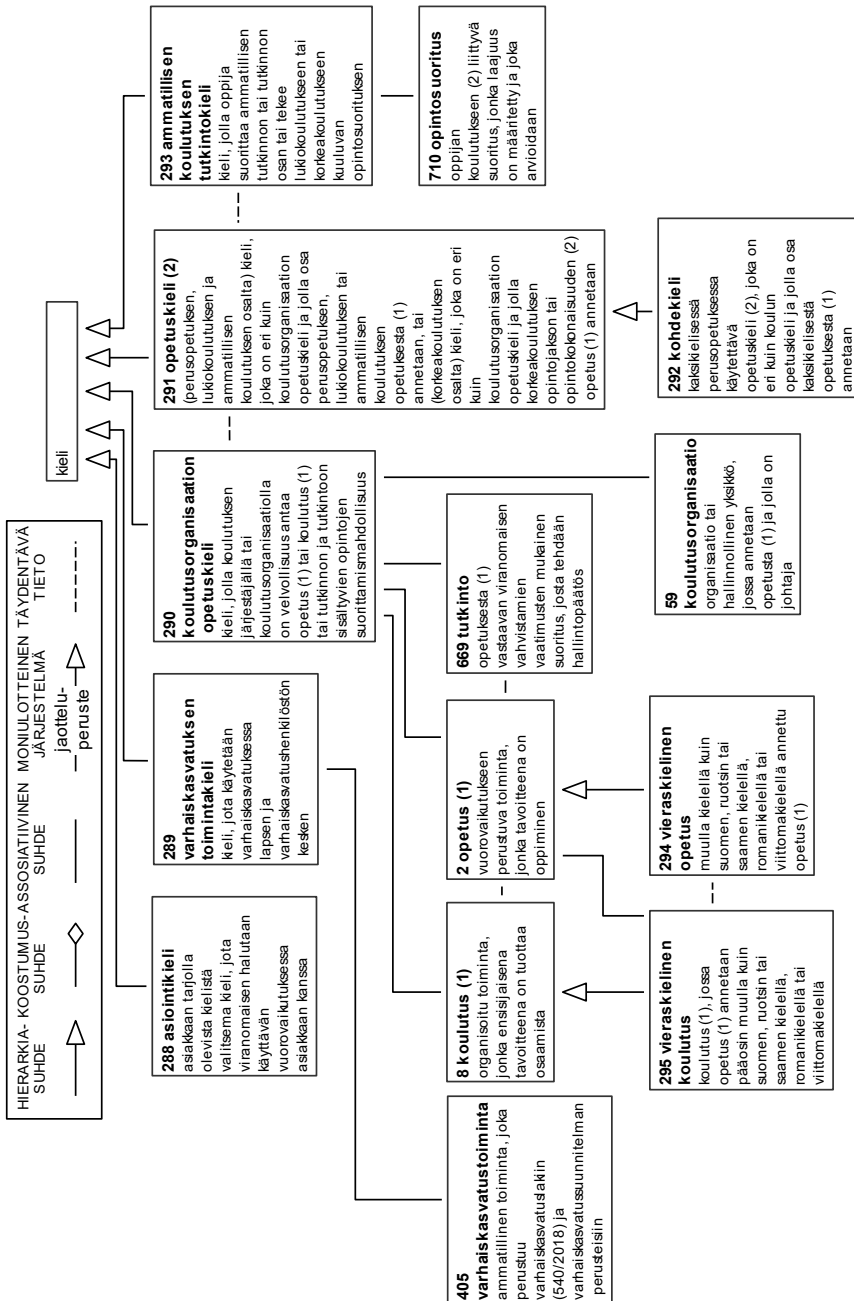 HIERARKIA- KOOSTUMUS- ASSOSIATIIVINEN MONIULOTTEINEN TÄYDENTÄVÄ
SUHDE SUHDE SUHDE JÄRJESTELMÄ TIETO
jaottelu-
peruste
kieli
288 asiointikieli
asiakkaan tarjolla
olevista kielistä
valitsema kieli, jota
viranomaisen halutaan
käyttävän
vuorovaikutuksessa
asiakkaan kanssa
289
varhaiskasvatuksen
toimintakieli
kieli, jota käytetään
varhaiskasvatuksessa
lapsen ja
varhaiskasvatushenkilöstön
kesken
290
koulutusorganisaation
opetuskieli
kieli, jolla koulutuksen
järjestäjällä tai
koulutusorganisaatiolla
on velvollisuus antaa
opetus (1) tai koulutus (1)
tai tutkinnon ja tutkintoon
sisältyvien opintojen
suorittamismahdollisuus
291 opetuskieli (2)
(perusopetuksen,
lukiokoulutuksen ja
ammatillisen
koulutuksen osalta) kieli,
joka on eri kuin
koulutusorganisaation
opetuskieli ja jolla osa
perusopetuksen,
lukiokoulutuksen tai
ammatillisen
koulutuksen
opetuksesta (1)
annetaan, tai
(korkeakoulutuksen
osalta) kieli, joka on eri
kuin
koulutusorganisaation
opetuskieli ja jolla
korkeakoulutuksen
opintojakson tai
opintokokonaisuuden (2)
opetus (1) annetaan
293 ammatillisen
koulutuksen
tutkintokieli
kieli, jolla oppija
suorittaa ammatillisen
tutkinnon tai tutkinnon
osan tai tekee
lukiokoulutukseen tai
korkeakoulutukseen
kuuluvan
opintosuorituksen
405
varhaiskasvatustoiminta
ammatillinen toiminta, joka
perustuu
varhaiskasvatuslakiin
(540/2018) ja
varhaiskasvatussuunnitelman
perusteisiin
8 koulutus (1)
organisoitu toiminta,
jonka ensisijaisena
tavoitteena on tuottaa
osaamista
2 opetus (1)
vuorovaikutukseen
perustuva toiminta,
jonka tavoitteena on
oppiminen
669 tutkinto
opetuksesta (1)
vastaavan viranomaisen
vahvistamien
vaatimusten mukainen
suoritus, josta tehdään
hallintopäätös
59
koulutusorganisaatio
organisaatio tai
hallinnollinen yksikkö,
jossa annetaan
opetusta (1) ja jolla on
johtaja
292 kohdekieli
kaksikielisessä
perusopetuksessa
käytettävä
opetuskieli (2), joka on
eri kuin koulun
opetuskieli ja jolla osa
kaksikielisestä
opetuksesta (1)
annetaan
710 opintosuoritus
oppijan
koulutukseen (2) liittyvä
suoritus, jonka laajuus
on määritetty ja joka
arvioidaan
295 vieraskielinen
koulutus
koulutus (1), jossa
opetus (1) annetaan
pääosin muulla kuin
suomen, ruotsin tai
saamen kielellä,
romanikielellä tai
viittomakielellä
294 vieraskielinen
opetus
muulla kielellä kuin
suomen, ruotsin tai
saamen kielellä,
romanikielellä tai
viittomakielellä annettu
opetus (1)